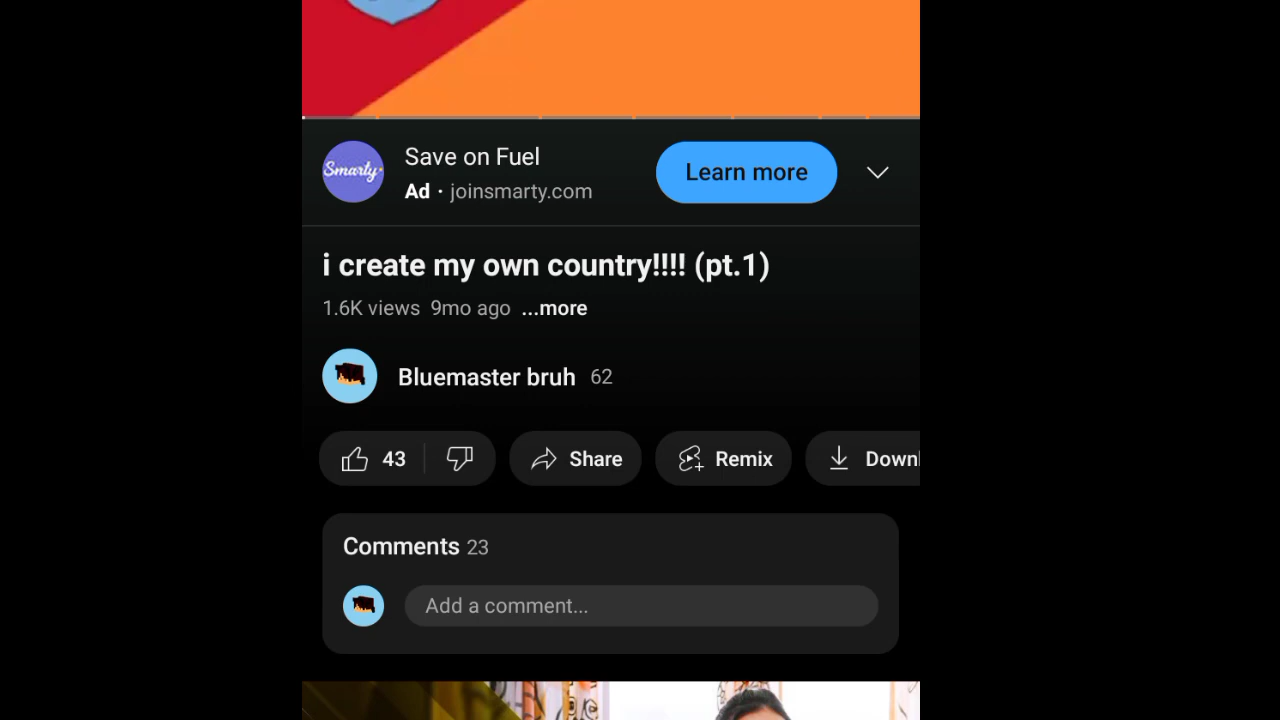 Smarty
Save on Fuel
Ad · joinsmarty.com
Learn more
i create my own country!!!! (pt.1)
1.6K views 9mo ago ...more
Bluemaster bruh 62
43
Share
Remix
Downl
Comments 23
Add a comment...